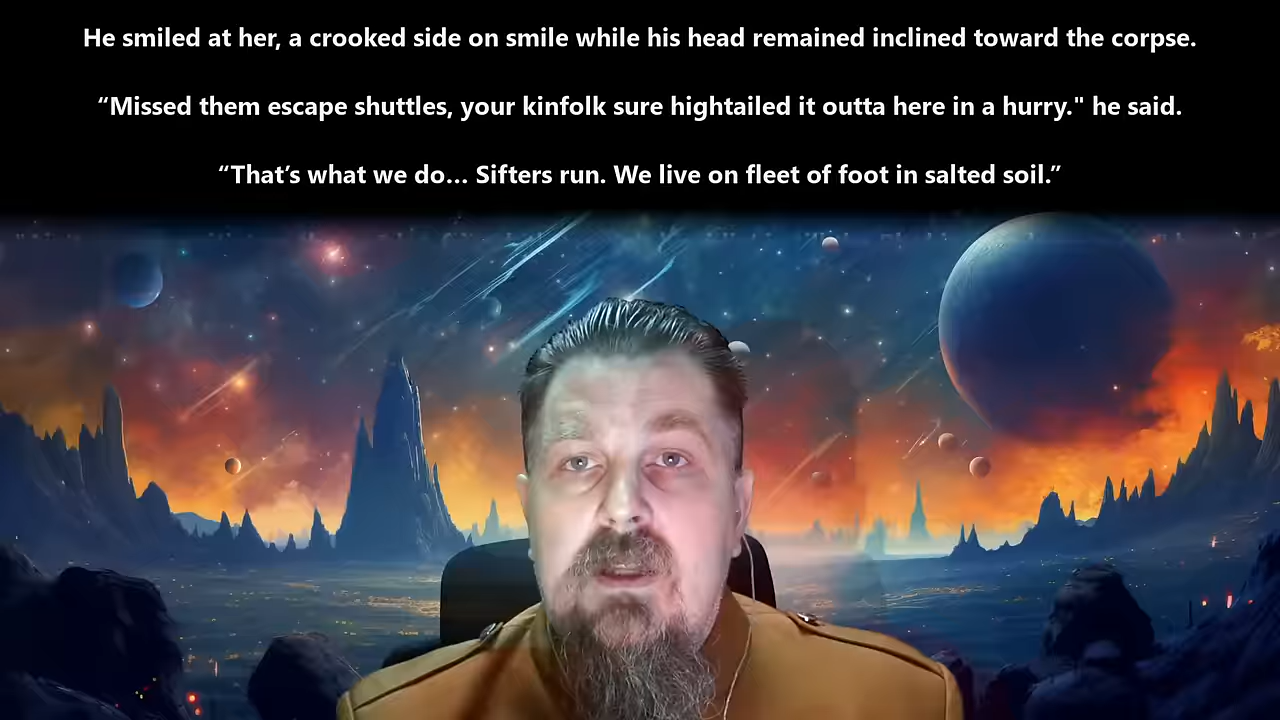 He smiled at her, a crooked side on smile while his head remained inclined toward the corpse.
“Missed them escape shuttles, your kinfolk sure hightailed it outta here in a hurry." he said.
“That’s what we do... Sifters run. We live on fleet of foot in salted soil.”